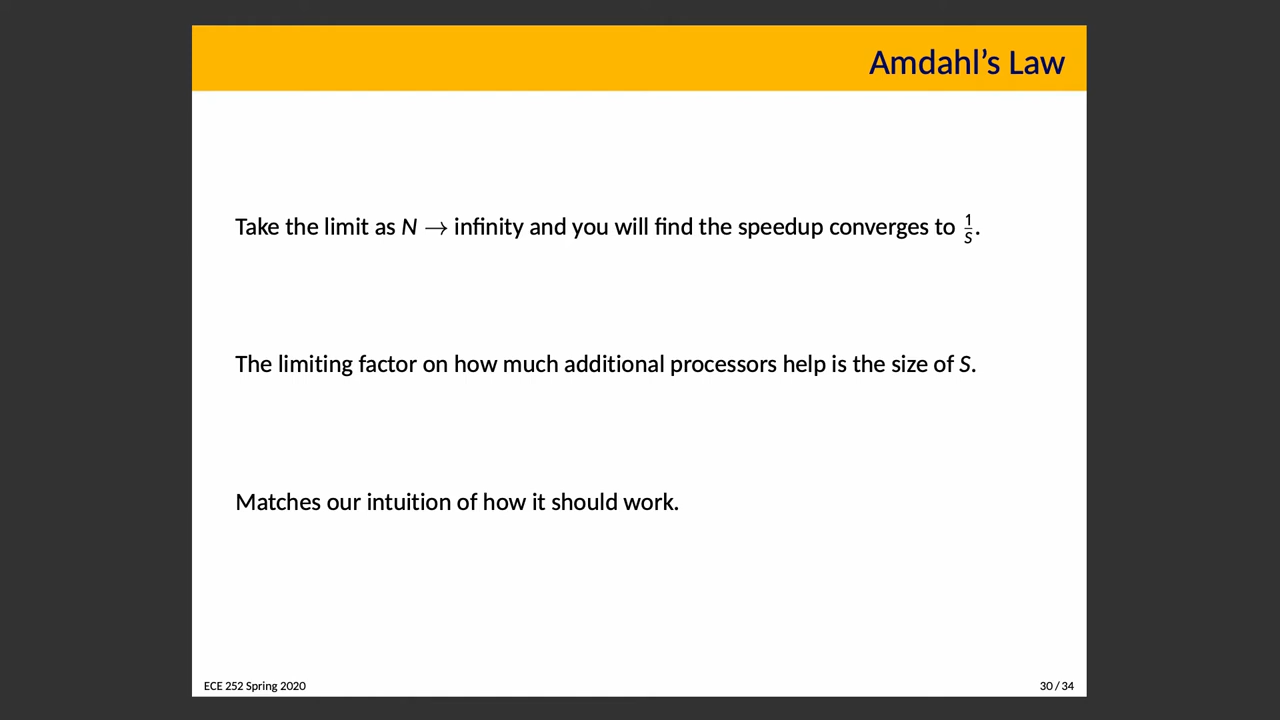 Amdahl’s Law
Take the limit as N → infinity and you will find the speedup converges to 1/S.
The limiting factor on how much additional processors help is the size of S.
Matches our intuition of how it should work.
ECE 252 Spring 2020
30 / 34